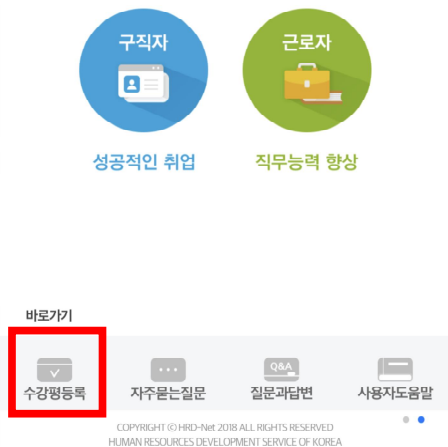 구직자 근로자
성공적인 취업 직무능력 향상
바로가기
Q&A
수강평등록 자주묻는질문 질문과답변 사용자도움말
COPYRIGHT ⓒ HRD-Net 2018 ALL RIGHTS RESERVED
HUMAN RESOURCES DEVELOPMENT SERVICE OF KOREA